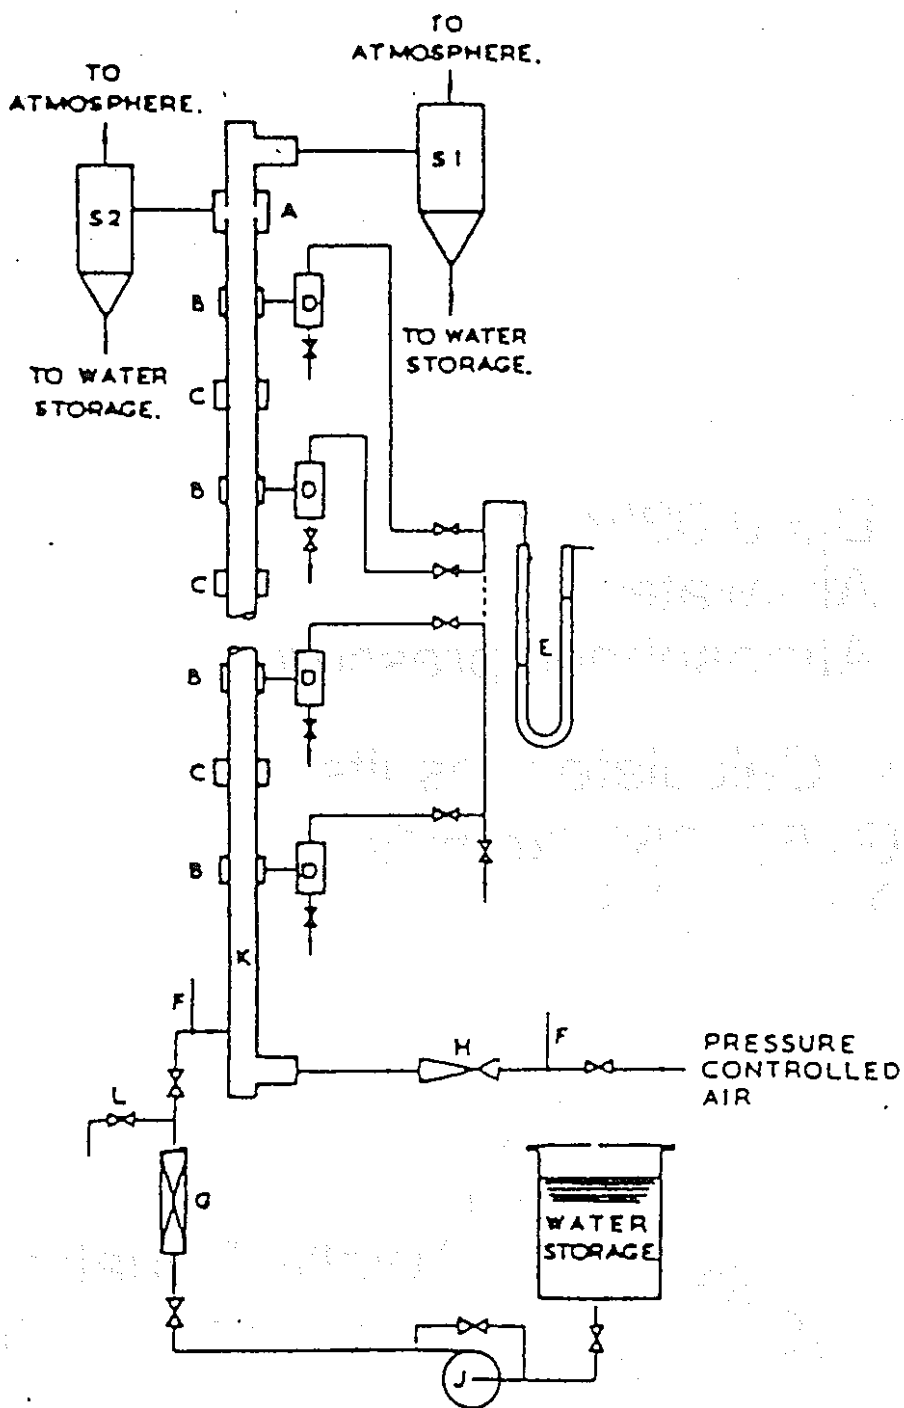 TO
ATMOSPHERE.
TO
ATMOSPHERE.
S1
S2
A
B
D
TO WATER
STORAGE.
TO WATER
STORAGE.
C
B
D
C
E
B
D
C
B
D
K
F
H
F
PRESSURE
CONTROLLED
AIR
L
G
WATER
STORAGE
J